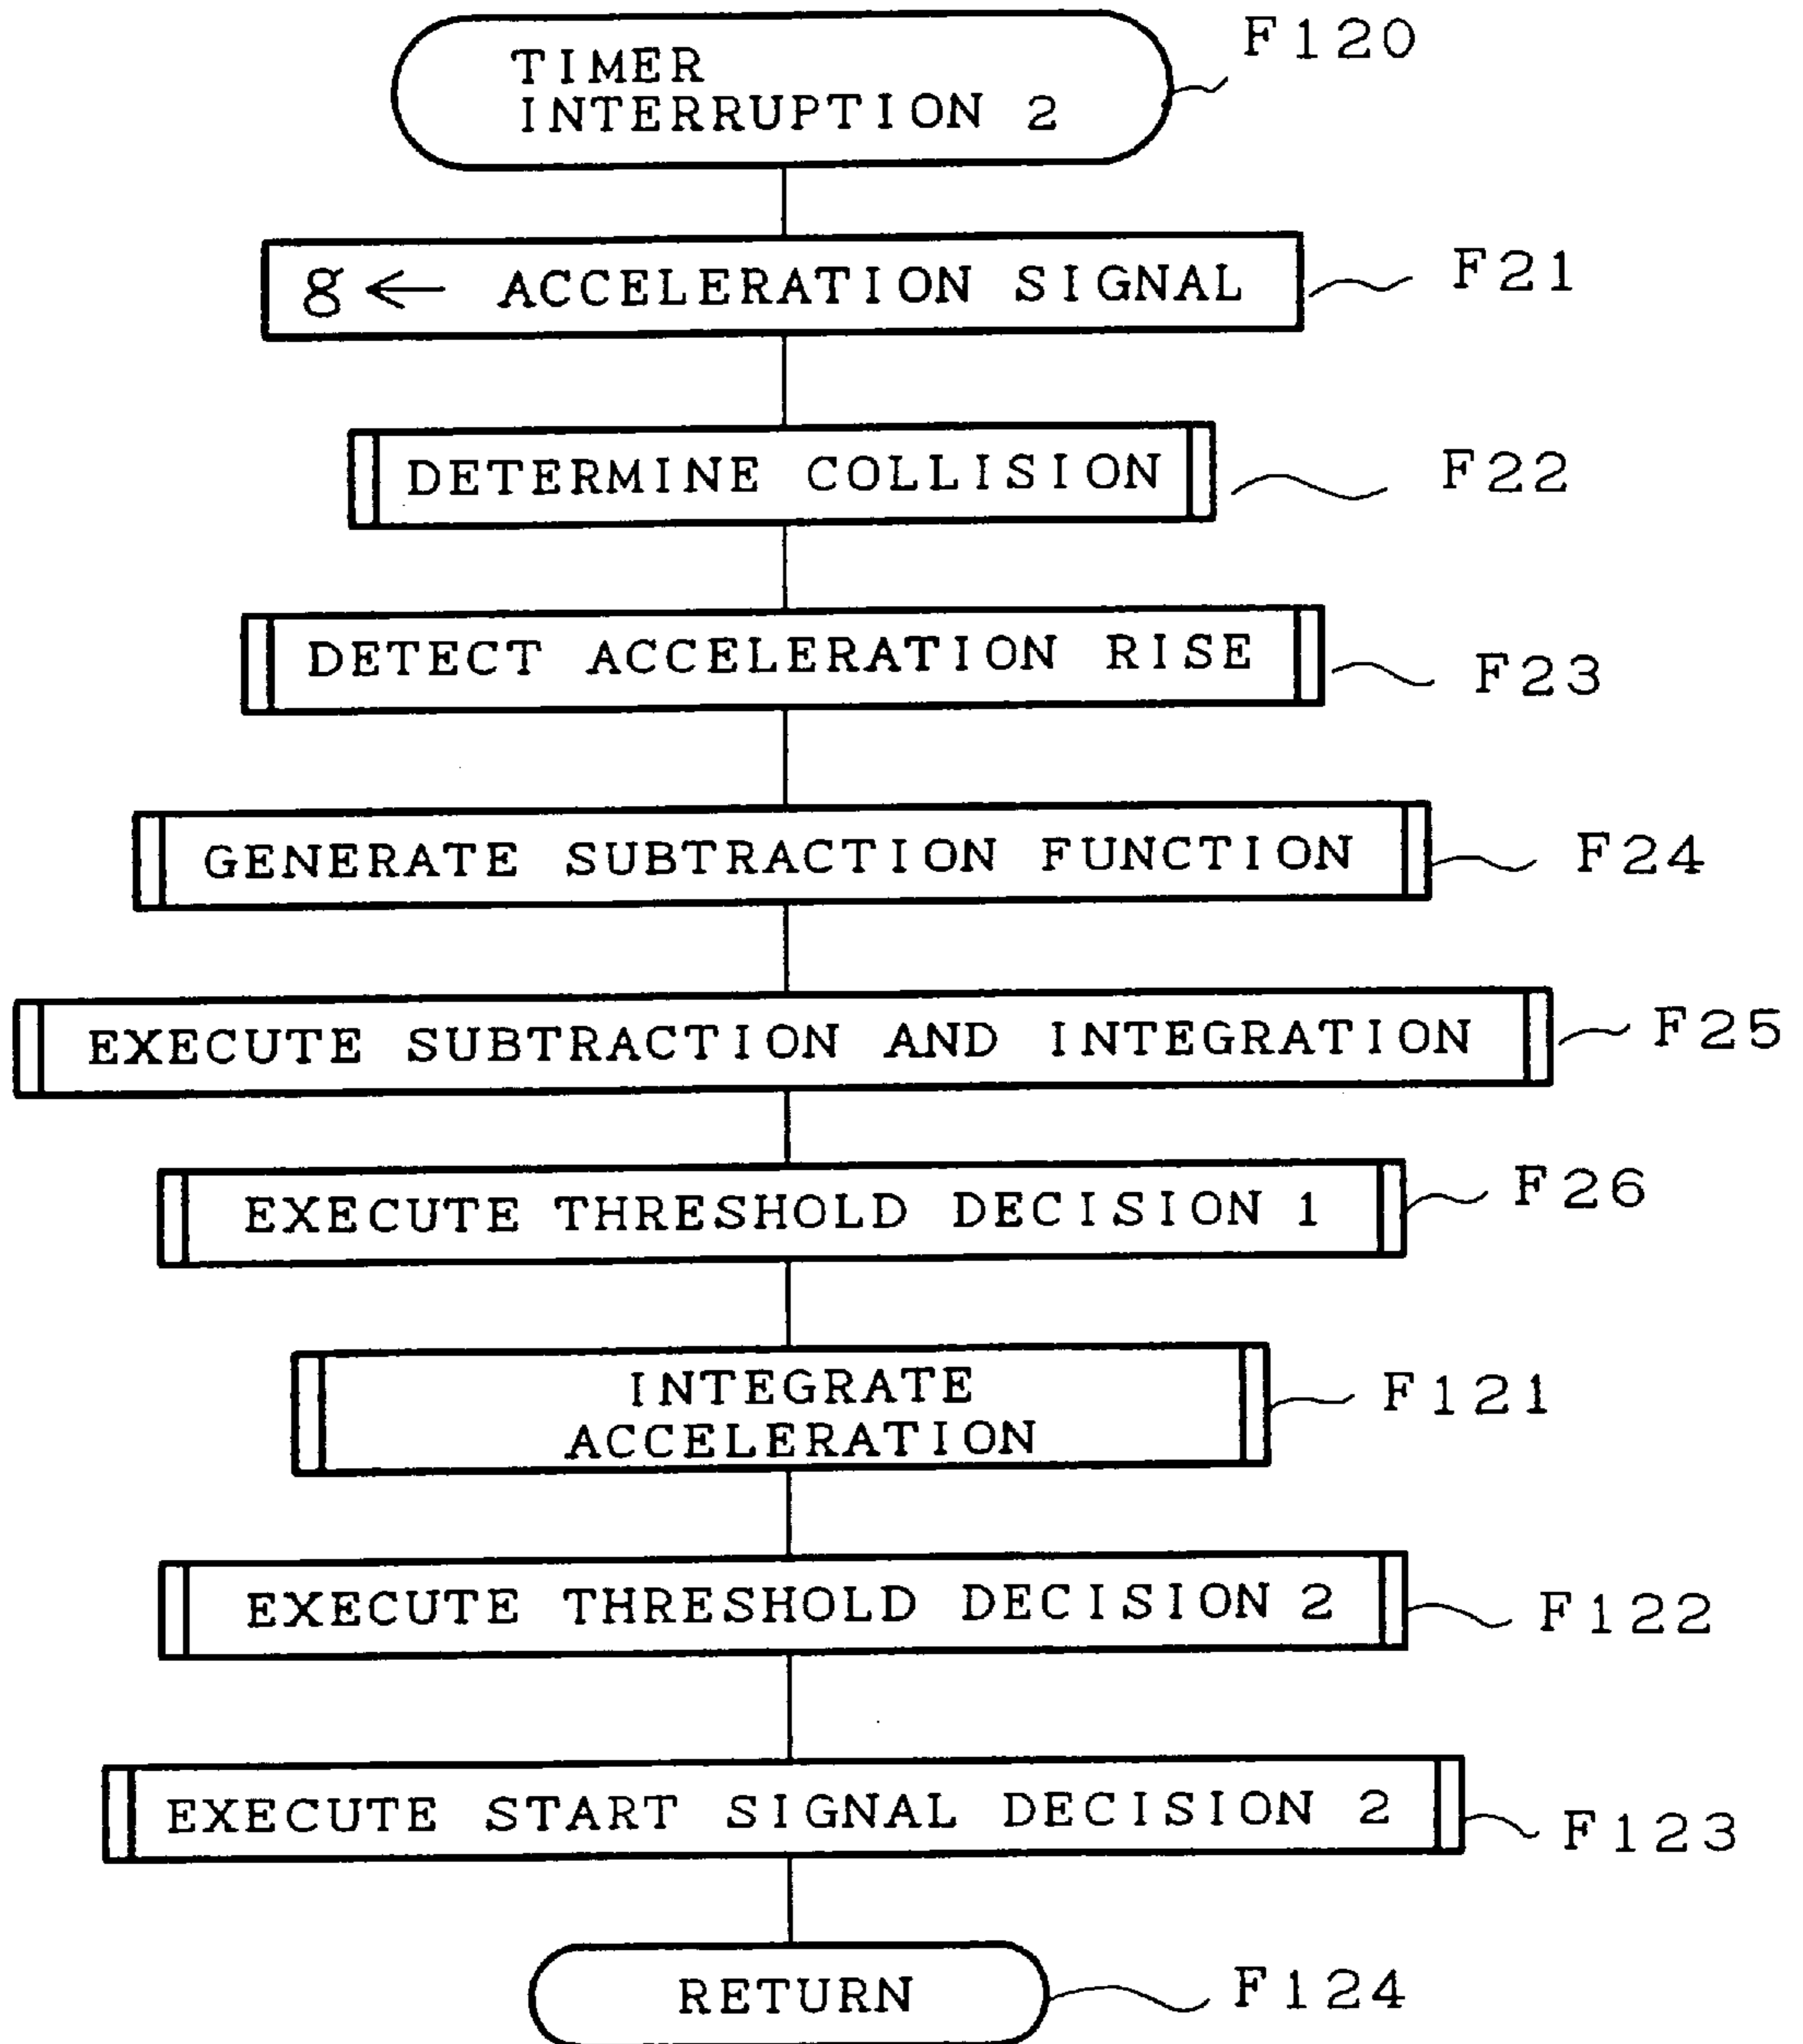 TIMER
INTERRUPTION 2
F120
g ← ACCELERATION SIGNAL
F21
DETERMINE COLLISION
F22
DETECT ACCELERATION RISE
F23
GENERATE SUBTRACTION FUNCTION
F24
EXECUTE SUBTRACTION AND INTEGRATION
F25
EXECUTE THRESHOLD DECISION 1
F26
INTEGRATE
ACCELERATION
F121
EXECUTE THRESHOLD DECISION 2
F122
EXECUTE START SIGNAL DECISION 2
F123
RETURN
F124